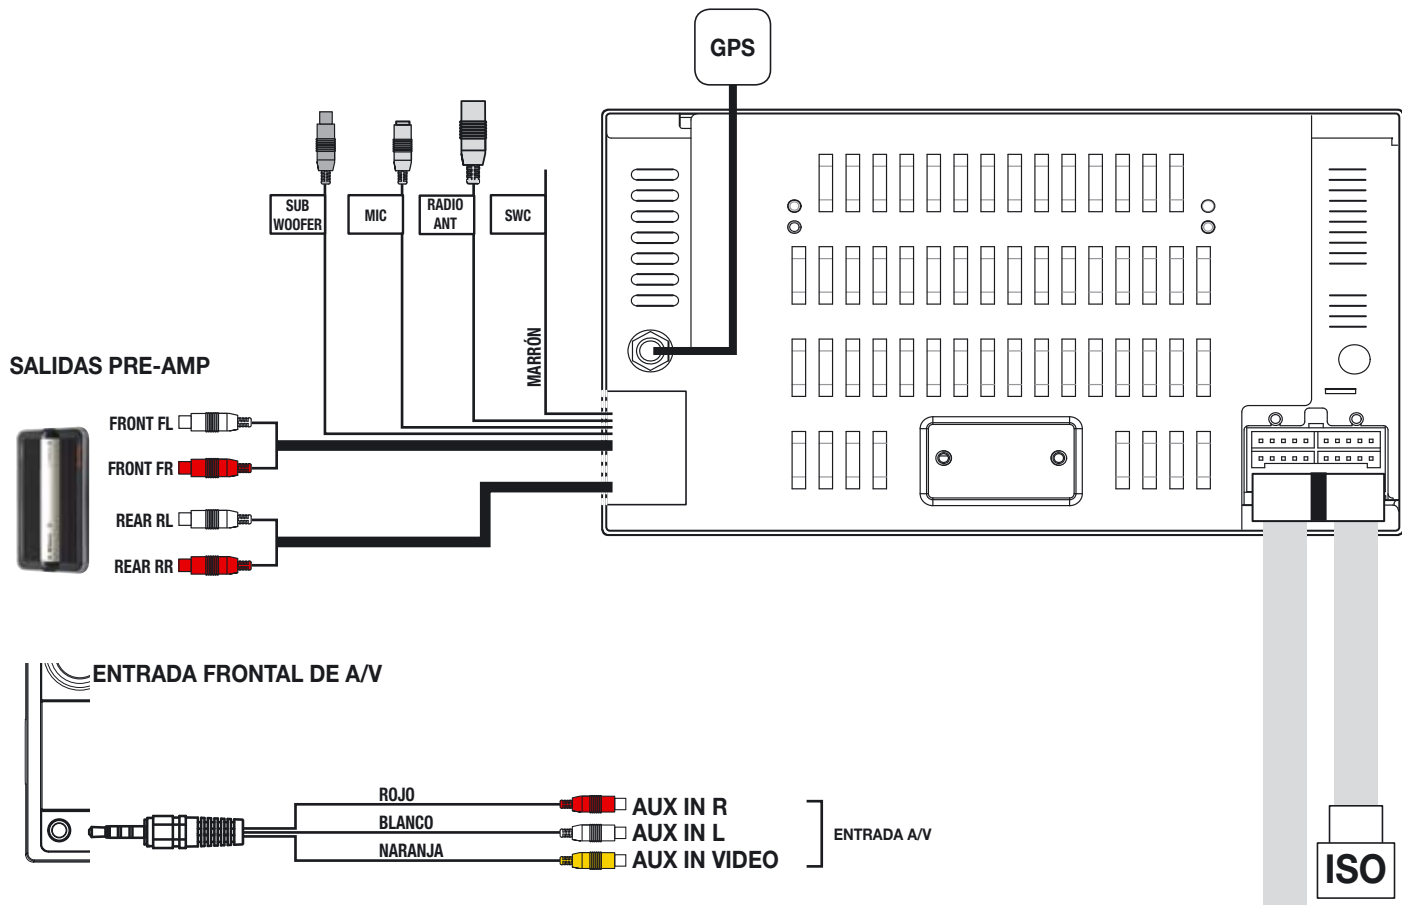 GPS
SUB
WOOFER
MIC
RADIO
ANT
SWC
MARRÓN
SALIDAS PRE-AMP
FRONT FL
FRONT FR
REAR RL
REAR RR
ENTRADA FRONTAL DE A/V
ROJO
AUX IN R
BLANCO
AUX IN L
ENTRADA A/V
NARANJA
AUX IN VIDEO
ISO